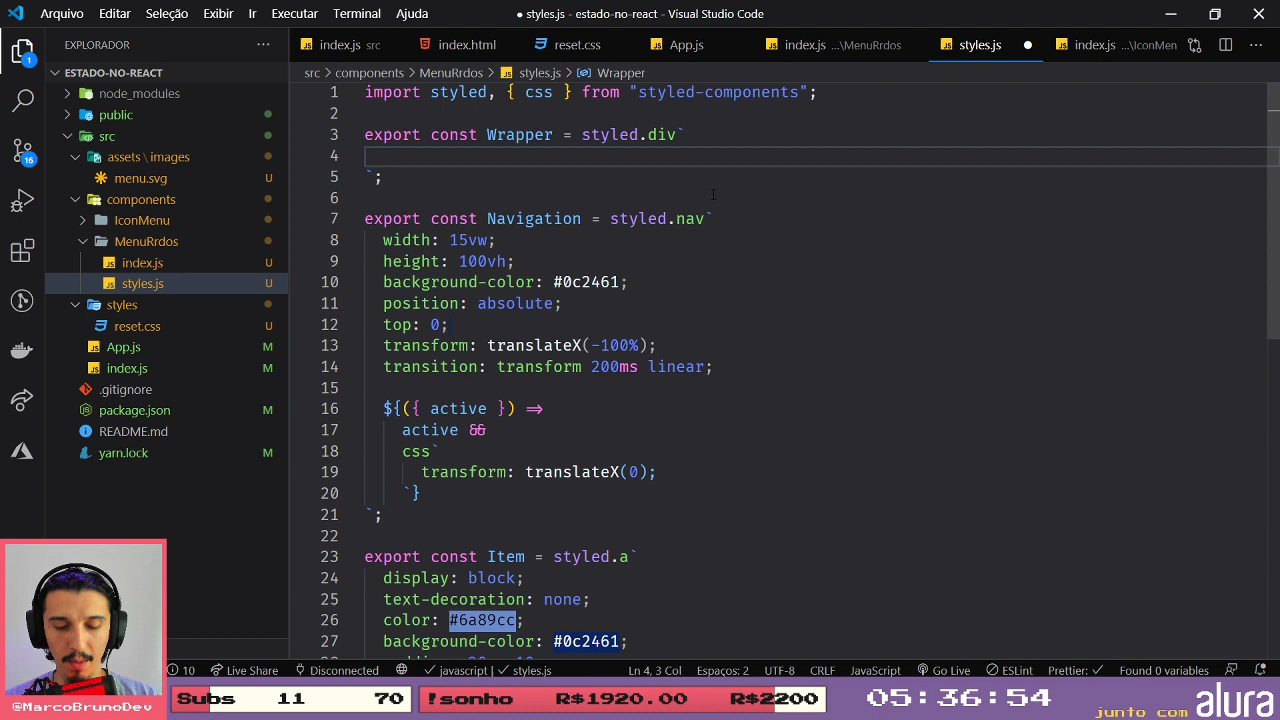 Arquivo Editar Seleção Exibir Ir Executar Terminal Ajuda ● styles.js - estado-no-react - Visual Studio Code
EXPLORADOR ···
index.js src index.html reset.css App.js index.js ...\MenuRrdos styles.js ● index.js ...\IconMen ···
src > components > MenuRrdos > styles.js > Wrapper
ESTADO-NO-REACT
node_modules
public
src
assets \ images
menu.svg U
components
IconMenu
MenuRrdos
index.js U
styles.js U
styles
reset.css U
App.js M
index.js M
.gitignore
package.json M
README.md
yarn.lock M
1
16
1 import styled, { css } from "styled-components";
2
3 export const Wrapper = styled.div`
4
5 `;
6
7 export const Navigation = styled.nav`
8 width: 15vw;
9 height: 100vh;
10 background-color: #0c2461;
11 position: absolute;
12 top: 0;
13 transform: translateX(-100%);
14 transition: transform 200ms linear;
15
16 ${({ active }) =>
17 active &&
18 css`
19 transform: translateX(0);
20 `}
21 `;
22
23 export const Item = styled.a`
24 display: block;
25 text-decoration: none;
26 color: #6a89cc;
27 background-color: #0c2461;
10 Live Share Disconnected javascript | styles.js Ln 4, Col 3 Espaços: 2 UTF-8 CRLF JavaScript Go Live ESLint Prettier: Found 0 variables
@MarcoBrunoDev
Subs 11 70 !sonho R$1920.00 R$2200 05:36:54 junto com alura